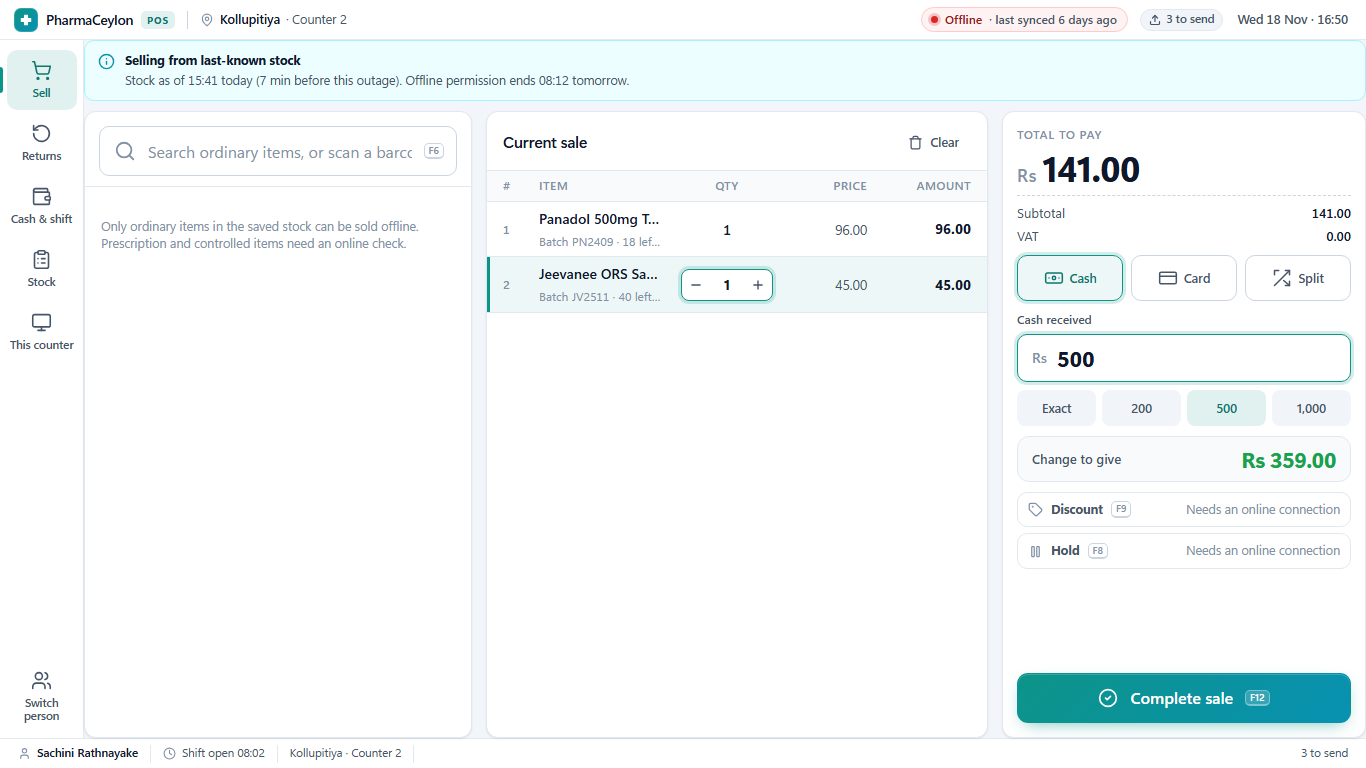 PharmaCeylon POS Kollupitiya · Counter 2 Offline · last synced 6 days ago 3 to send Wed 18 Nov · 16:50
Sell
Returns
Cash & shift
Stock
This counter
Switch
person
Selling from last-known stock
Stock as of 15:41 today (7 min before this outage). Offline permission ends 08:12 tomorrow.
Search ordinary items, or scan a barcc F6
Only ordinary items in the saved stock can be sold offline.
Prescription and controlled items need an online check.
Current sale Clear
# ITEM QTY PRICE AMOUNT
1 Panadol 500mg T... 1 96.00 96.00
Batch PN2409 · 18 lef...
2 Jeevanee ORS Sa... − 1 + 45.00 45.00
Batch JV2511 · 40 left...
TOTAL TO PAY
Rs 141.00
Subtotal 141.00
VAT 0.00
Cash Card Split
Cash received
Rs 500
Exact 200 500 1,000
Change to give Rs 359.00
Discount F9 Needs an online connection
Hold F8 Needs an online connection
Complete sale F12
Sachini Rathnayake Shift open 08:02 Kollupitiya · Counter 2 3 to send